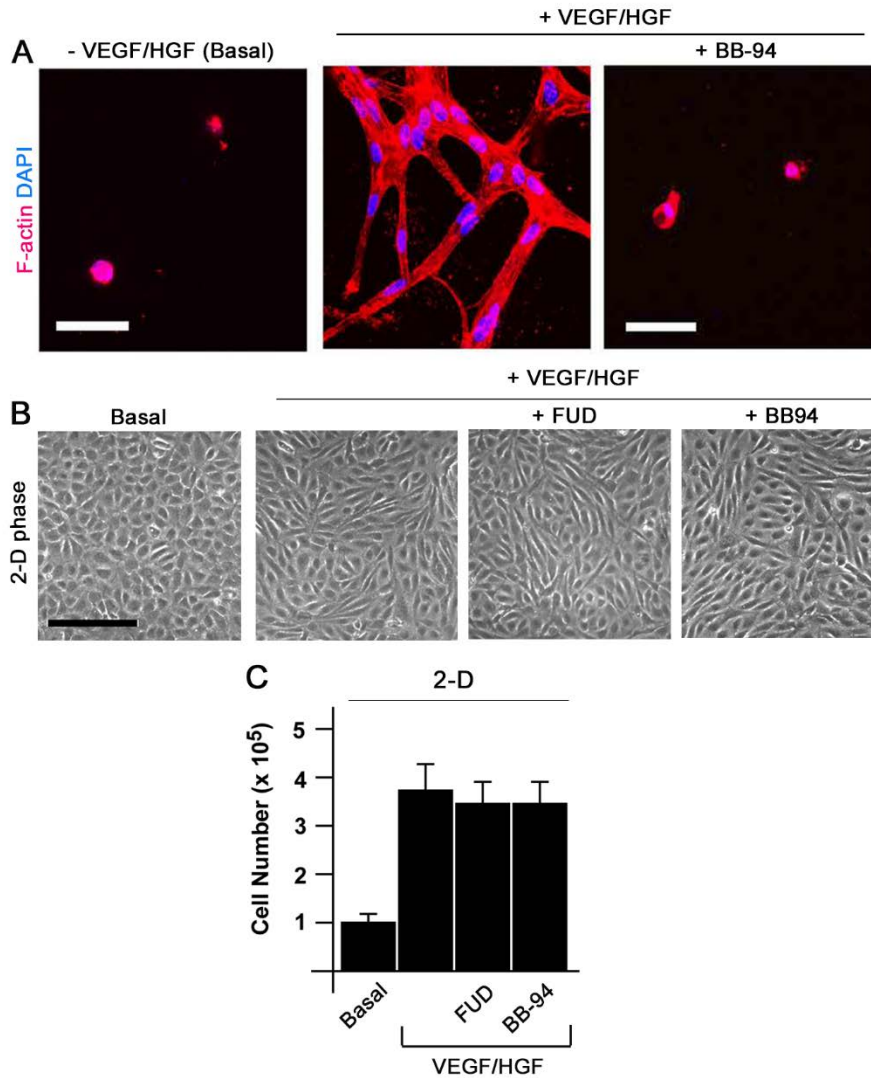 + VEGF/HGF
A
- VEGF/HGF (Basal)
+ BB-94
F-actin DAPI
+ VEGF/HGF
B
Basal
+ FUD
+ BB94
2-D phase
C
2-D
Cell Number (x 10⁵)
5
4
3
2
1
Basal
FUD
BB-94
VEGF/HGF